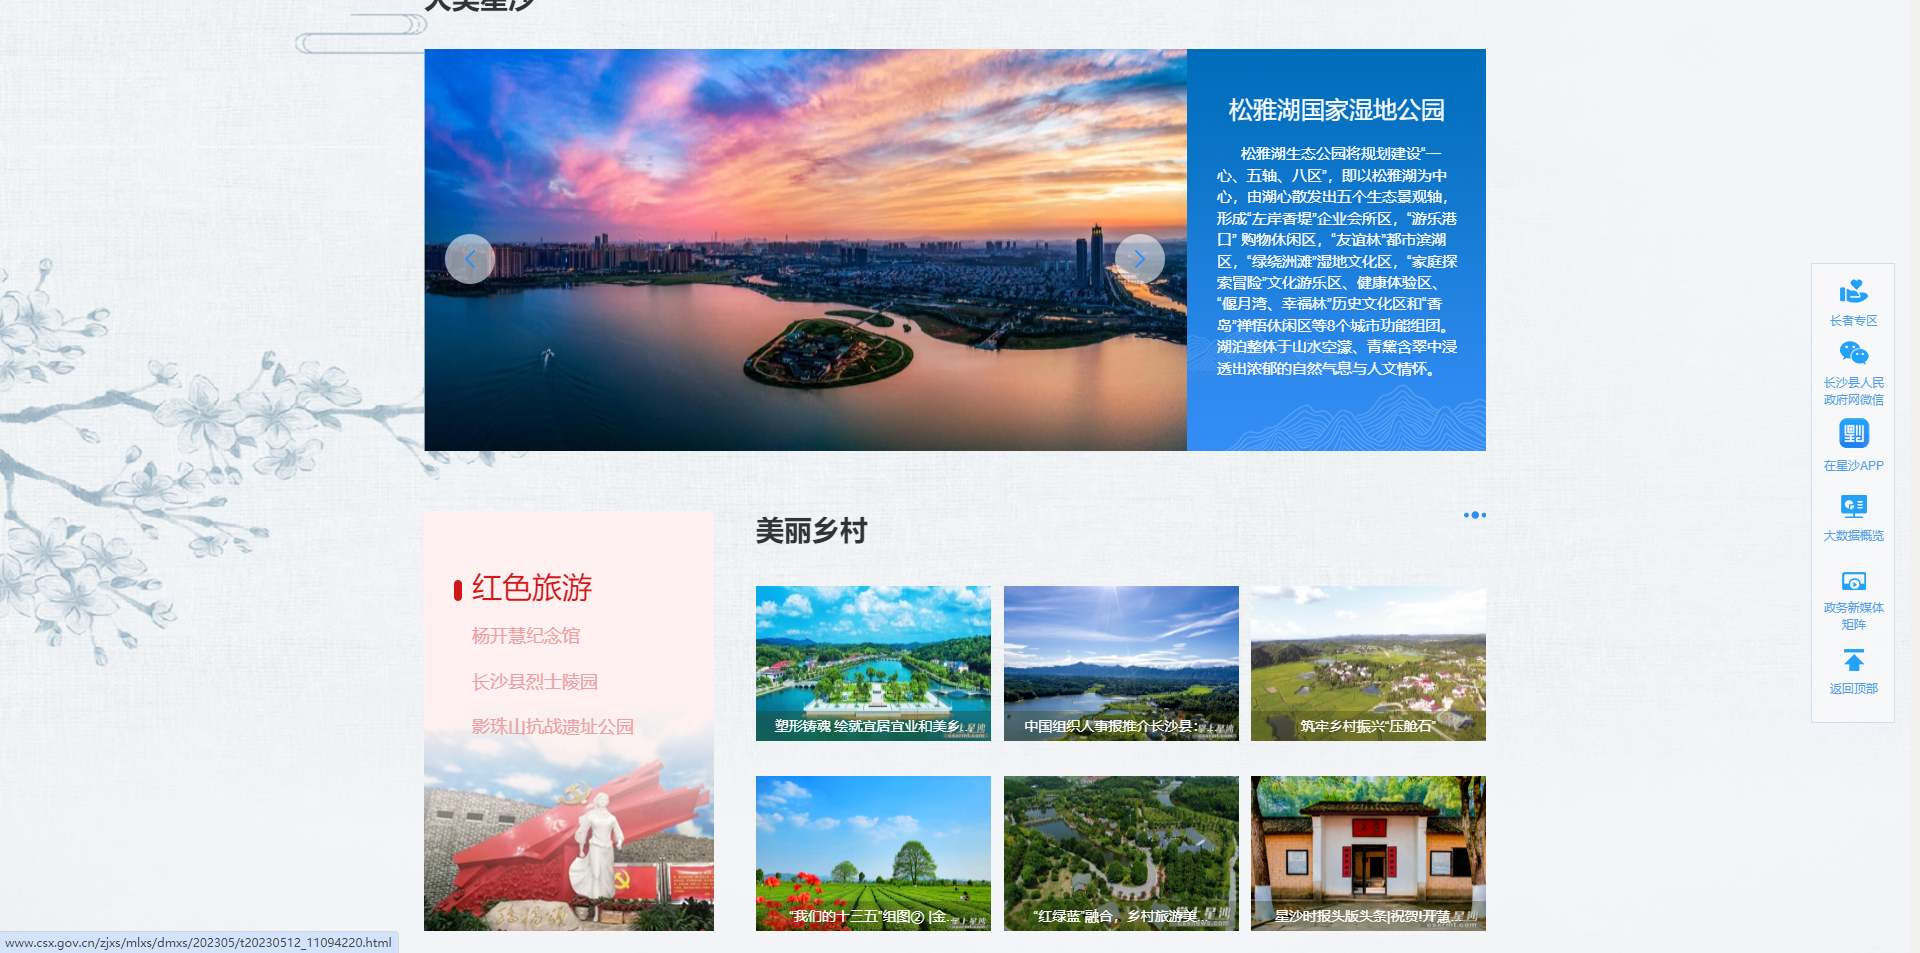 大美星沙
松雅湖国家湿地公园
松雅湖生态公园将规划建设“一
心、五轴、八区”，即以松雅湖为中
心，由湖心散发出五个生态景观轴，
形成“左岸香堤”企业会所区，“游乐港
口” 购物休闲区，“友谊林”都市滨湖
区，“绿绕洲滩”湿地文化区，“家庭探
索冒险”文化游乐区、健康体验区、
“偃月湾、幸福林”历史文化区和“香
岛”禅悟休闲区等8个城市功能组团。
湖泊整体于山水空濛、青黛含翠中浸
透出浓郁的自然气息与人文情怀。
红色旅游
杨开慧纪念馆
长沙县烈士陵园
影珠山抗战遗址公园
美丽乡村
塑形铸魂 绘就宜居宜业和美乡...
中国组织人事报推介长沙县：...
筑牢乡村振兴“压舱石”
“我们的十三五”组图② |金...
“红绿蓝”融合，乡村旅游美...
星沙时报头版头条|祝贺!开慧...
长者专区
长沙县人民
政府网微信
在星沙APP
大数据概览
政务新媒体
矩阵
返回顶部
www.csx.gov.cn/zjxs/mlxs/dmxs/202305/t20230512_11094220.html